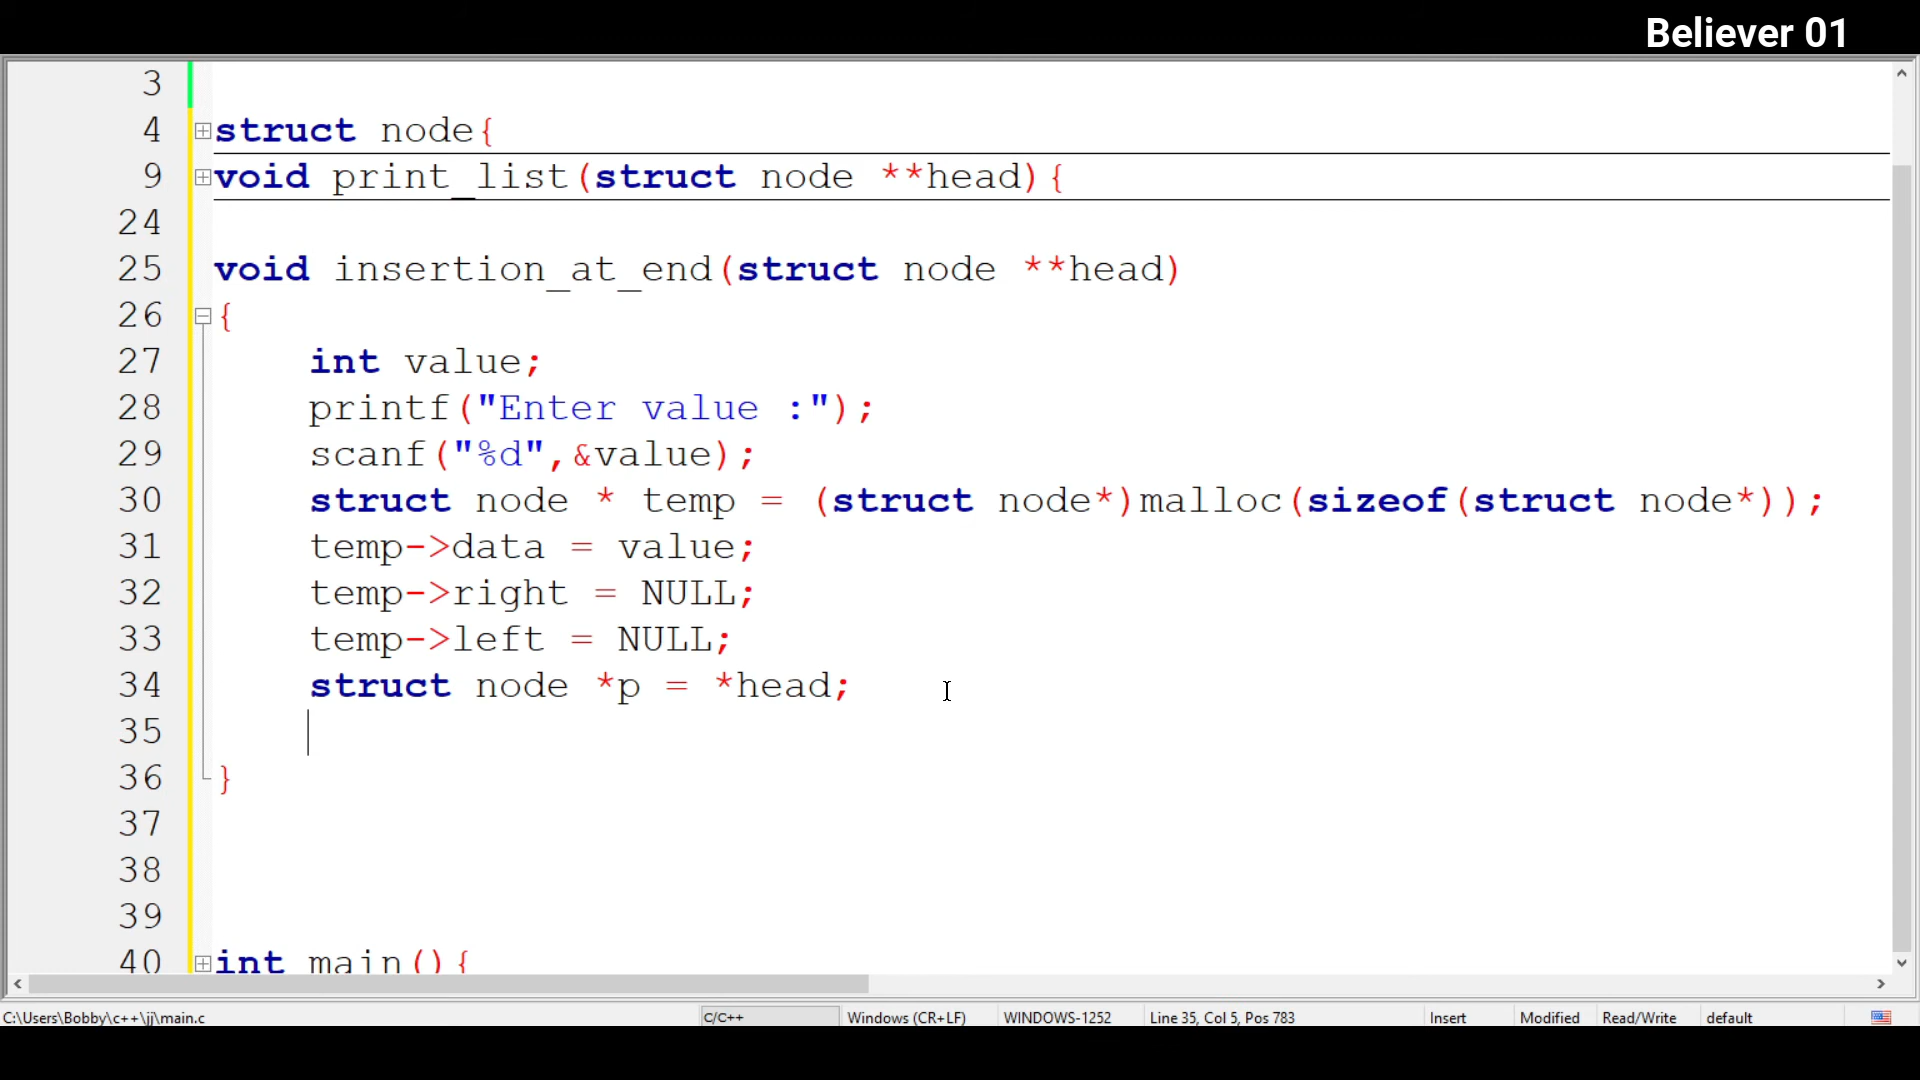 Believer 01
3
4 struct node{
9 void print_list(struct node **head){
24
25 void insertion_at_end(struct node **head)
26 {
27 int value;
28 printf("Enter value :");
29 scanf("%d",&value);
30 struct node * temp = (struct node*)malloc(sizeof(struct node*));
31 temp->data = value;
32 temp->right = NULL;
33 temp->left = NULL;
34 struct node *p = *head;
35
36 }
37
38
39
40 int main(){
C:\Users\Bobby\c++\jj\main.c C/C++ Windows (CR+LF) WINDOWS-1252 Line 35, Col 5, Pos 783 Insert Modified Read/Write default